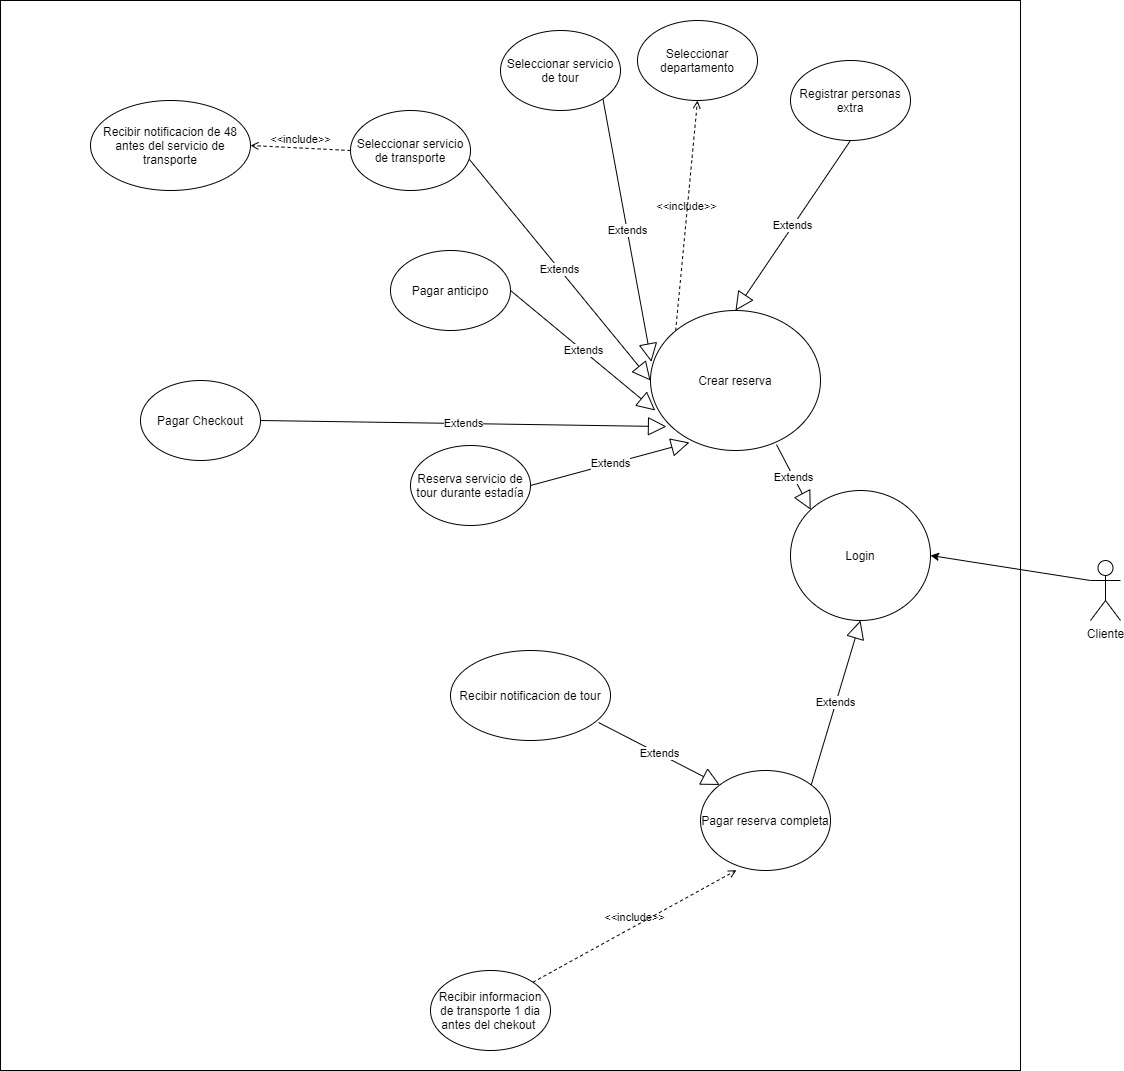 Seleccionar servicio
de tour
Seleccionar
departamento
Registrar personas
extra
Recibir notificacion de 48
antes del servicio de
transporte
<<include>>
Seleccionar servicio
de transporte
<<include>>
Extends
Extends
Extends
Pagar anticipo
Extends
Crear reserva
Pagar Checkout
Extends
Reserva servicio de
tour durante estadía
Extends
Extends
Login
Cliente
Recibir notificacion de tour
Extends
Extends
Pagar reserva completa
<<include>>
Recibir informacion
de transporte 1 dia
antes del chekout